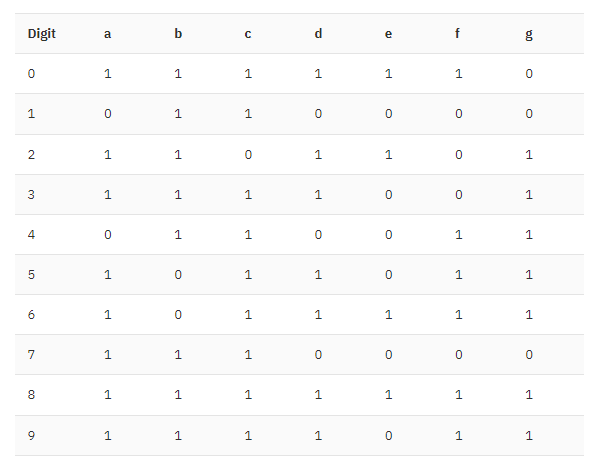 Digit a b c d e f g
0 1 1 1 1 1 1 0
1 0 1 1 0 0 0 0
2 1 1 0 1 1 0 1
3 1 1 1 1 0 0 1
4 0 1 1 0 0 1 1
5 1 0 1 1 0 1 1
6 1 0 1 1 1 1 1
7 1 1 1 0 0 0 0
8 1 1 1 1 1 1 1
9 1 1 1 1 0 1 1